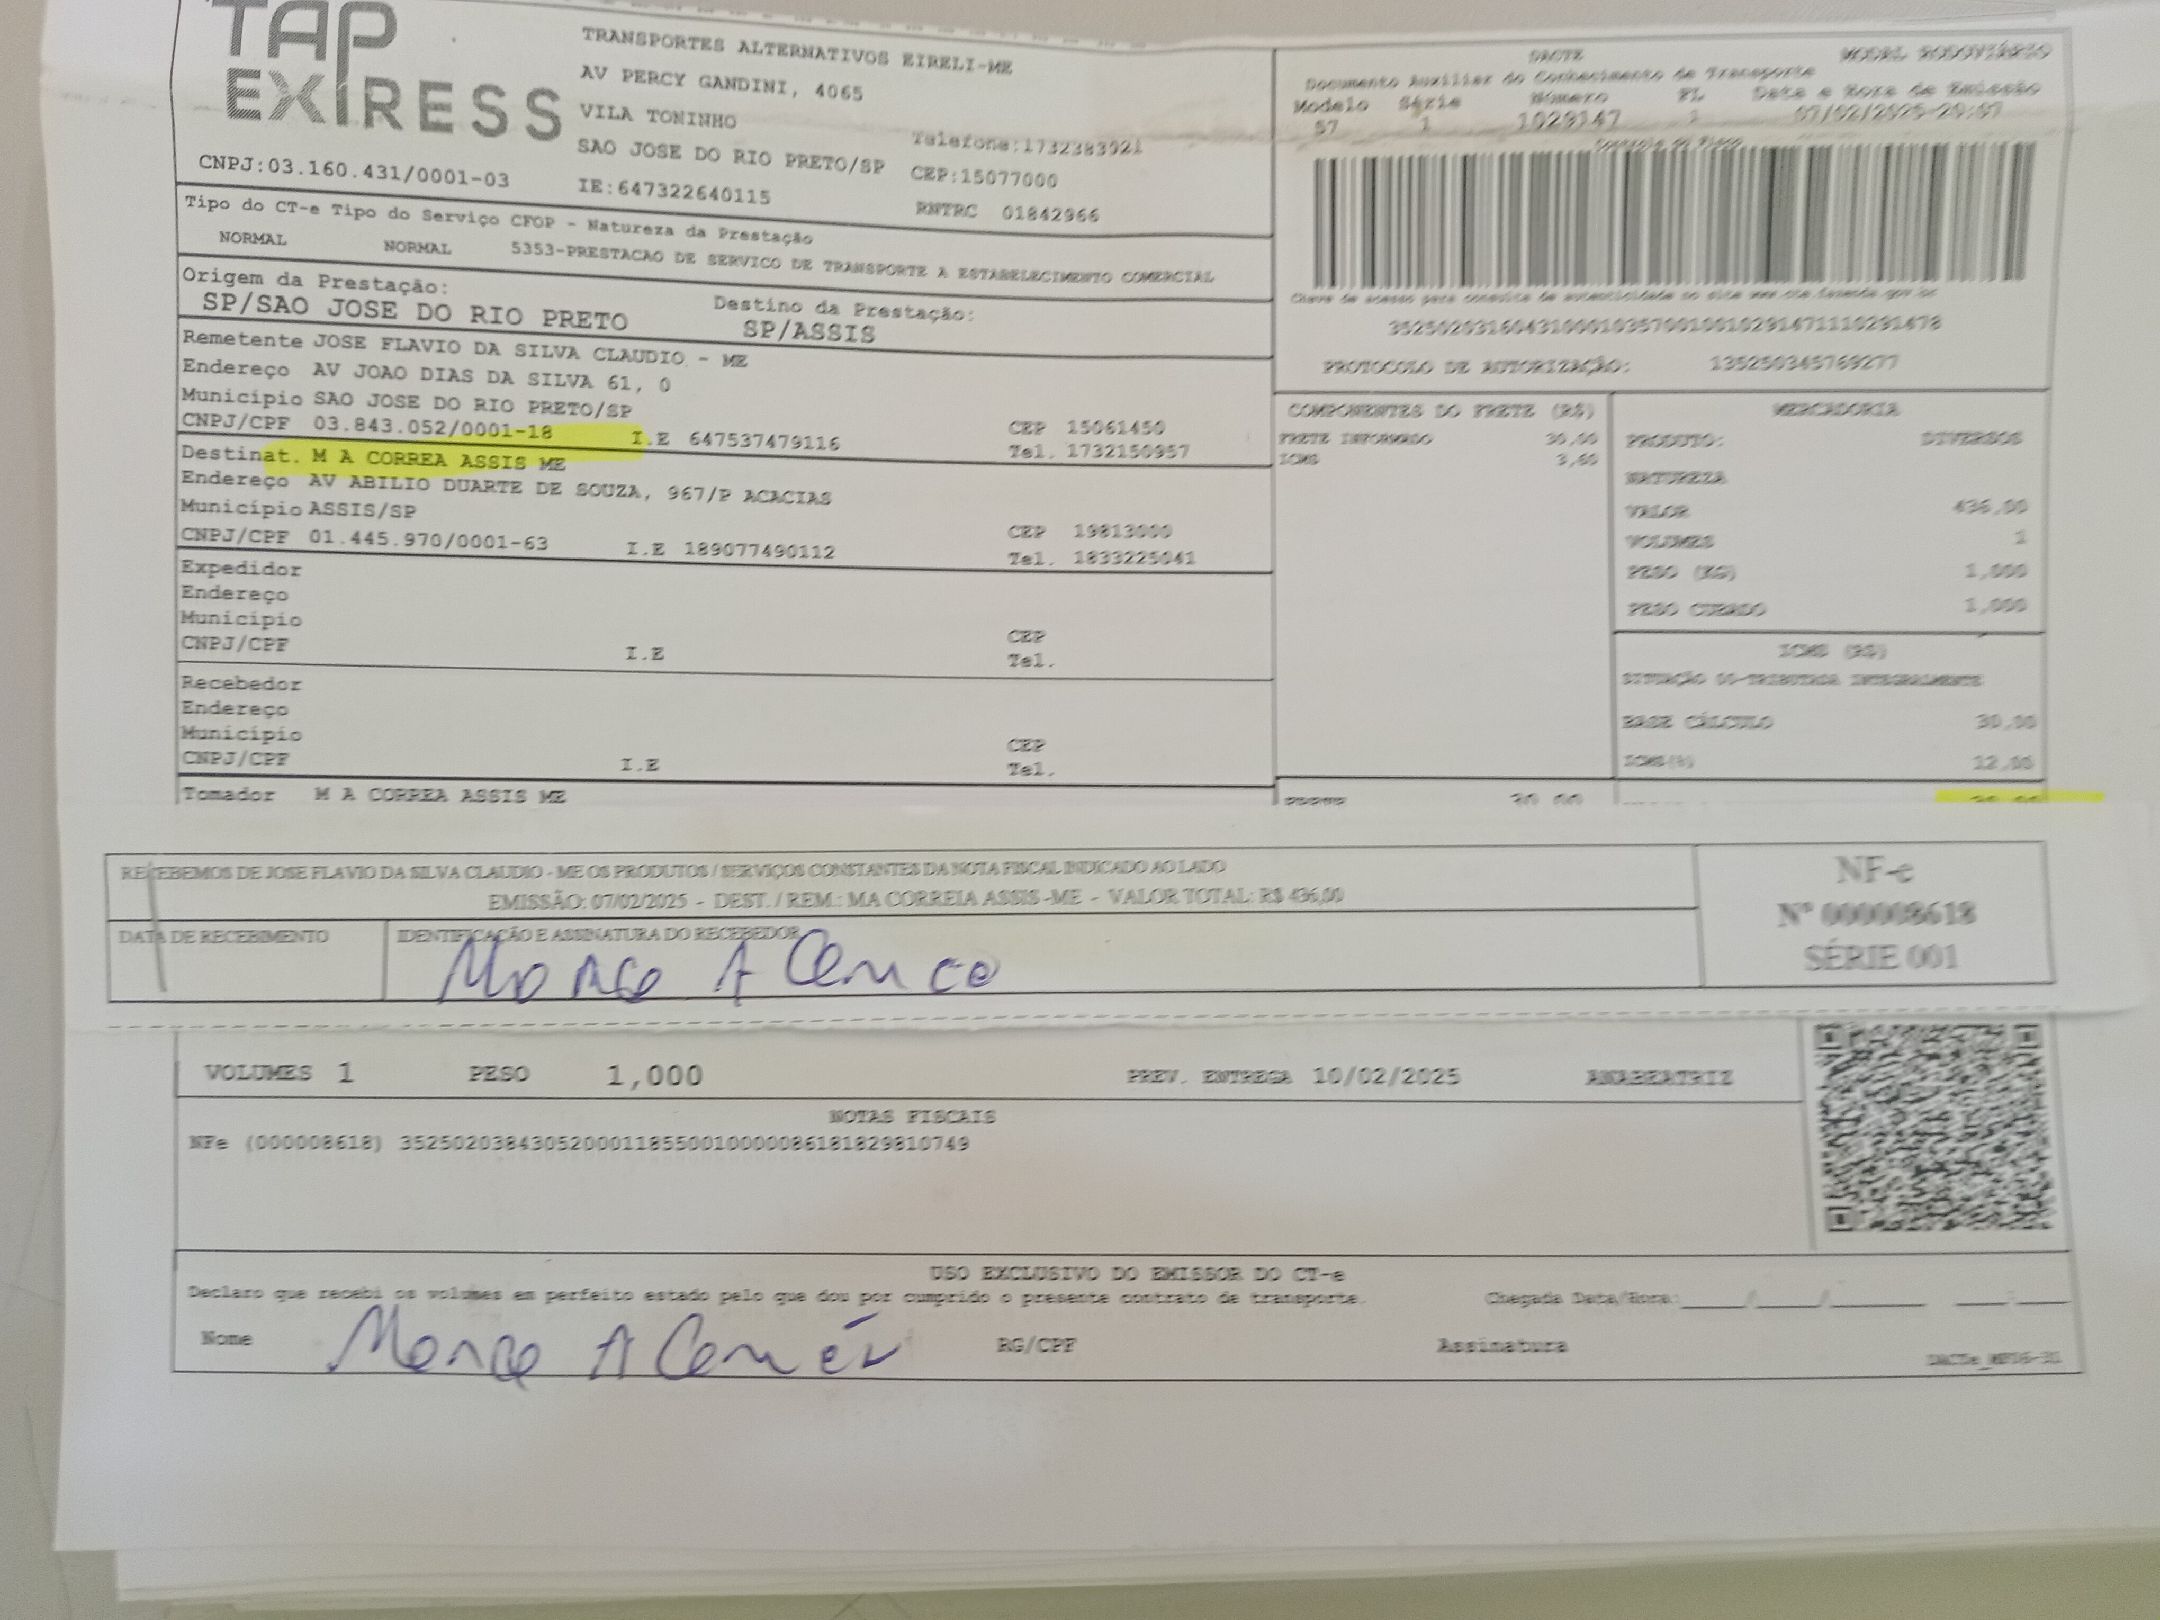 TAP
EXPRESS
TRANSPORTES ALTERNATIVOS EIRELI-ME
AV PERCY GANDINI, 4065
VILA TONINHO
SAO JOSE DO RIO PRETO/SP
Telefone:1732383921
CEP:15077000
CNPJ:03.160.431/0001-03
IE:647322640115
RNTRC 01842966
DACTE
MODAL RODOVIÁRIO
Documento Auxiliar do Conhecimento de Transporte
Modelo Série Número FL Data e Hora de Emissão
57 1 1029147 1 07/02/2025-20:57
Tipo do CT-e Tipo do Serviço CFOP - Natureza da Prestação
NORMAL NORMAL 5353-PRESTACAO DE SERVICO DE TRANSPORTE A ESTABELECIMENTO COMERCIAL
Origem da Prestação:
SP/SAO JOSE DO RIO PRETO
Destino da Prestação:
SP/ASSIS
35250203160431000103570010010291471110291478
PROTOCOLO DE AUTORIZAÇÃO: 135250345769277
Remetente JOSE FLAVIO DA SILVA CLAUDIO - ME
Endereço AV JOAO DIAS DA SILVA 61, 0
Município SAO JOSE DO RIO PRETO/SP
CEP 15061450
CNPJ/CPF 03.843.052/0001-18 I.E 647537479116
Tel. 1732150957
Destinat. M A CORREA ASSIS ME
Endereço AV ABILIO DUARTE DE SOUZA, 967/P ACACIAS
Município ASSIS/SP
CEP 19813000
CNPJ/CPF 01.445.970/0001-63 I.E 189077490112
Tel. 1833225041
Expedidor
Endereço
Município
CEP
CNPJ/CPF I.E
Tel.
Recebedor
Endereço
Município
CEP
CNPJ/CPF I.E
Tel.
Tomador M A CORREA ASSIS ME
COMPONENTES DO FRETE (R$)
FRETE INFORMADO 30,00
ICMS 3,60
MERCADORIA
PRODUTO: DIVERSOS
NATUREZA
VALOR 436,00
VOLUMES 1
PESO (KG) 1,000
PESO CUBADO 1,000
ICMS (R$)
SITUAÇÃO 00-TRIBUTADA INTEGRALMENTE
BASE CÁLCULO 30,00
ICMS(%) 12,00
RECEBEMOS DE JOSE FLAVIO DA SILVA CLAUDIO - ME OS PRODUTOS / SERVIÇOS CONSTANTES DA NOTA FISCAL INDICADO AO LADO
EMISSÃO: 07/02/2025 - DEST. / REM.: MA CORREIA ASSIS -ME - VALOR TOTAL: R$ 436,00
DATA DE RECEBIMENTO
IDENTIFICAÇÃO E ASSINATURA DO RECEBEDOR
NF-e
Nº 000008618
SÉRIE 001
VOLUMES 1 PESO 1,000 PREV. ENTREGA 10/02/2025 ANABEATRIZ
NOTAS FISCAIS
NFe (000008618) 35250203843052000118550010000086181829810749
USO EXCLUSIVO DO EMISSOR DO CT-e
Declaro que recebi os volumes em perfeito estado pelo que dou por cumprido o presente contrato de transporte.
Chegada Data/Hora:
Nome RG/CPF Assinatura